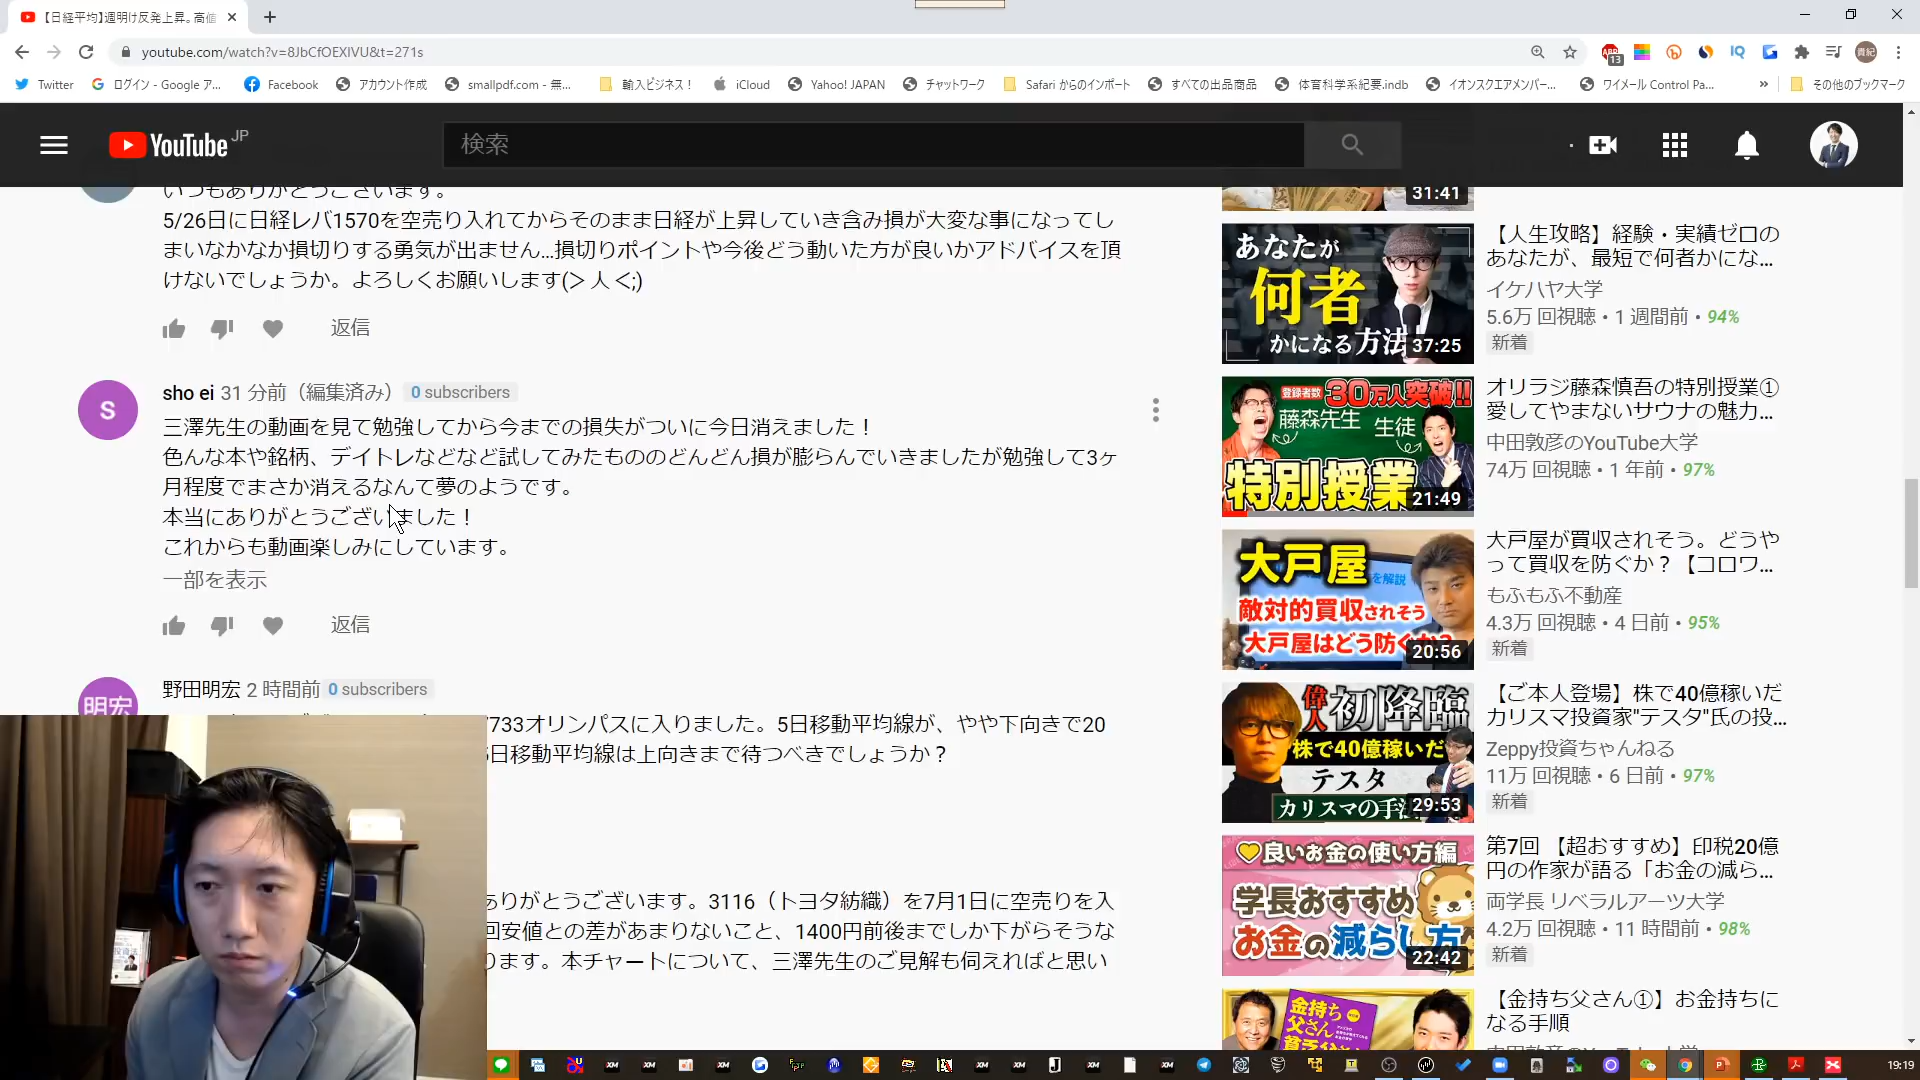 【日経平均】週明け反発上昇。高値
youtube.com/watch?v=8JbCfOEXlVU&t=271s
13
IQ
貴紀
Twitter
ログイン - Google ア...
Facebook
アカウント作成
smallpdf.com - 無...
輸入ビジネス！
iCloud
Yahoo! JAPAN
チャットワーク
Safari からのインポート
すべての出品商品
体育科学系紀要.indb
イオンスクエアメンバー...
ワイメール Control Pa...
»
その他のブックマーク
YouTube JP
検索
いつもありがとうございます。
5/26日に日経レバ1570を空売り入れてからそのまま日経が上昇していき含み損が大変な事になってし
まいなかなか損切りする勇気が出ません...損切りポイントや今後どう動いた方が良いかアドバイスを頂
けないでしょうか。よろしくお願いします(> 人 <;)
返信
S
sho ei 31 分前（編集済み） 0 subscribers
三澤先生の動画を見て勉強してから今までの損失がついに今日消えました！
色んな本や銘柄、デイトレなどなど試してみたもののどんどん損が膨らんでいきましたが勉強して3ヶ
月程度でまさか消えるなんて夢のようです。
本当にありがとうございました！
これからも動画楽しみにしています。
一部を表示
返信
明宏
野田明宏 2 時間前 0 subscribers
7733オリンパスに入りました。5日移動平均線が、やや下向きで20
5日移動平均線は上向きまで待つべきでしょうか？
ありがとうございます。3116（トヨタ紡織）を7月1日に空売りを入
回安値との差があまりないこと、1400円前後までしか下がらそうな
ります。本チャートについて、三澤先生のご見解も伺えればと思い
31:41
あなたが
何者
かになる方法
37:25
【人生攻略】経験・実績ゼロの
あなたが、最短で何者かにな...
イケハヤ大学
5.6万 回視聴・1 週間前・94%
新着
登録者数 30万人突破!!
藤森先生 生徒
特別授業
21:49
オリラジ藤森慎吾の特別授業①
愛してやまないサウナの魅力...
中田敦彦のYouTube大学
74万 回視聴・1 年前・97%
大戸屋
を解説
敵対的買収されそう
大戸屋はどう防ぐか？
20:56
大戸屋が買収されそう。どうや
って買収を防ぐか？【コロワ...
もふもふ不動産
4.3万 回視聴・4 日前・95%
新着
偉人 初降臨
株で40億稼いだ
テスタ
カリスマの手法
29:53
【ご本人登場】株で40億稼いだ
カリスマ投資家"テスタ"氏の投...
Zeppy投資ちゃんねる
11万 回視聴・6 日前・97%
新着
良いお金の使い方編
学長おすすめ
お金の減らし方
22:42
第7回 【超おすすめ】印税20億
円の作家が語る「お金の減ら...
両学長 リベラルアーツ大学
4.2万 回視聴・11 時間前・98%
新着
金持ち
父さん
貧乏父さん
【金持ち父さん①】お金持ちに
なる手順
19:19